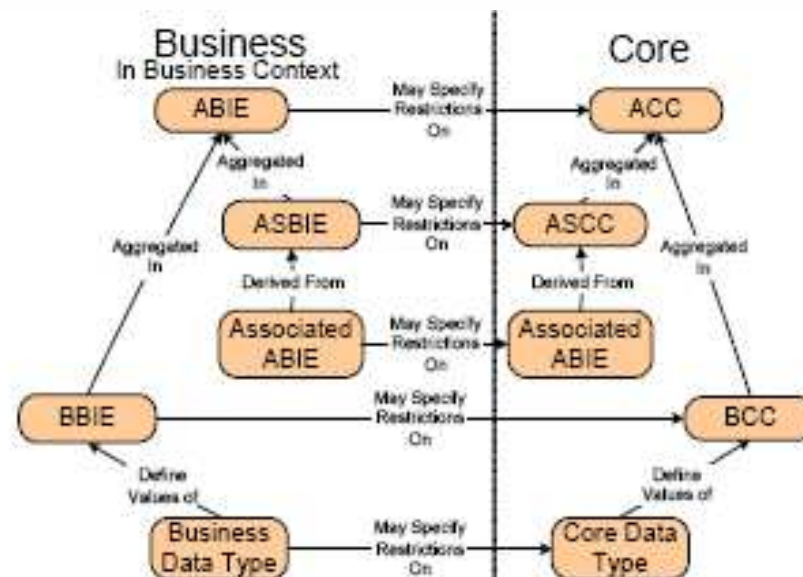 Business
In Business Context
Core
ABIE
May Specify
Restrictions
On
ACC
Aggregated
In
Aggregated
In
ASBIE
May Specify
Restrictions
On
ASCC
Aggregated
In
Aggregated
In
Derived From
Derived From
Associated
ABIE
May Specify
Restrictions
On
Associated
ABIE
BBIE
May Specify
Restrictions
On
BCC
Define
Values of
Define
Values of
Business
Data Type
May Specify
Restrictions
On
Core Data
Type